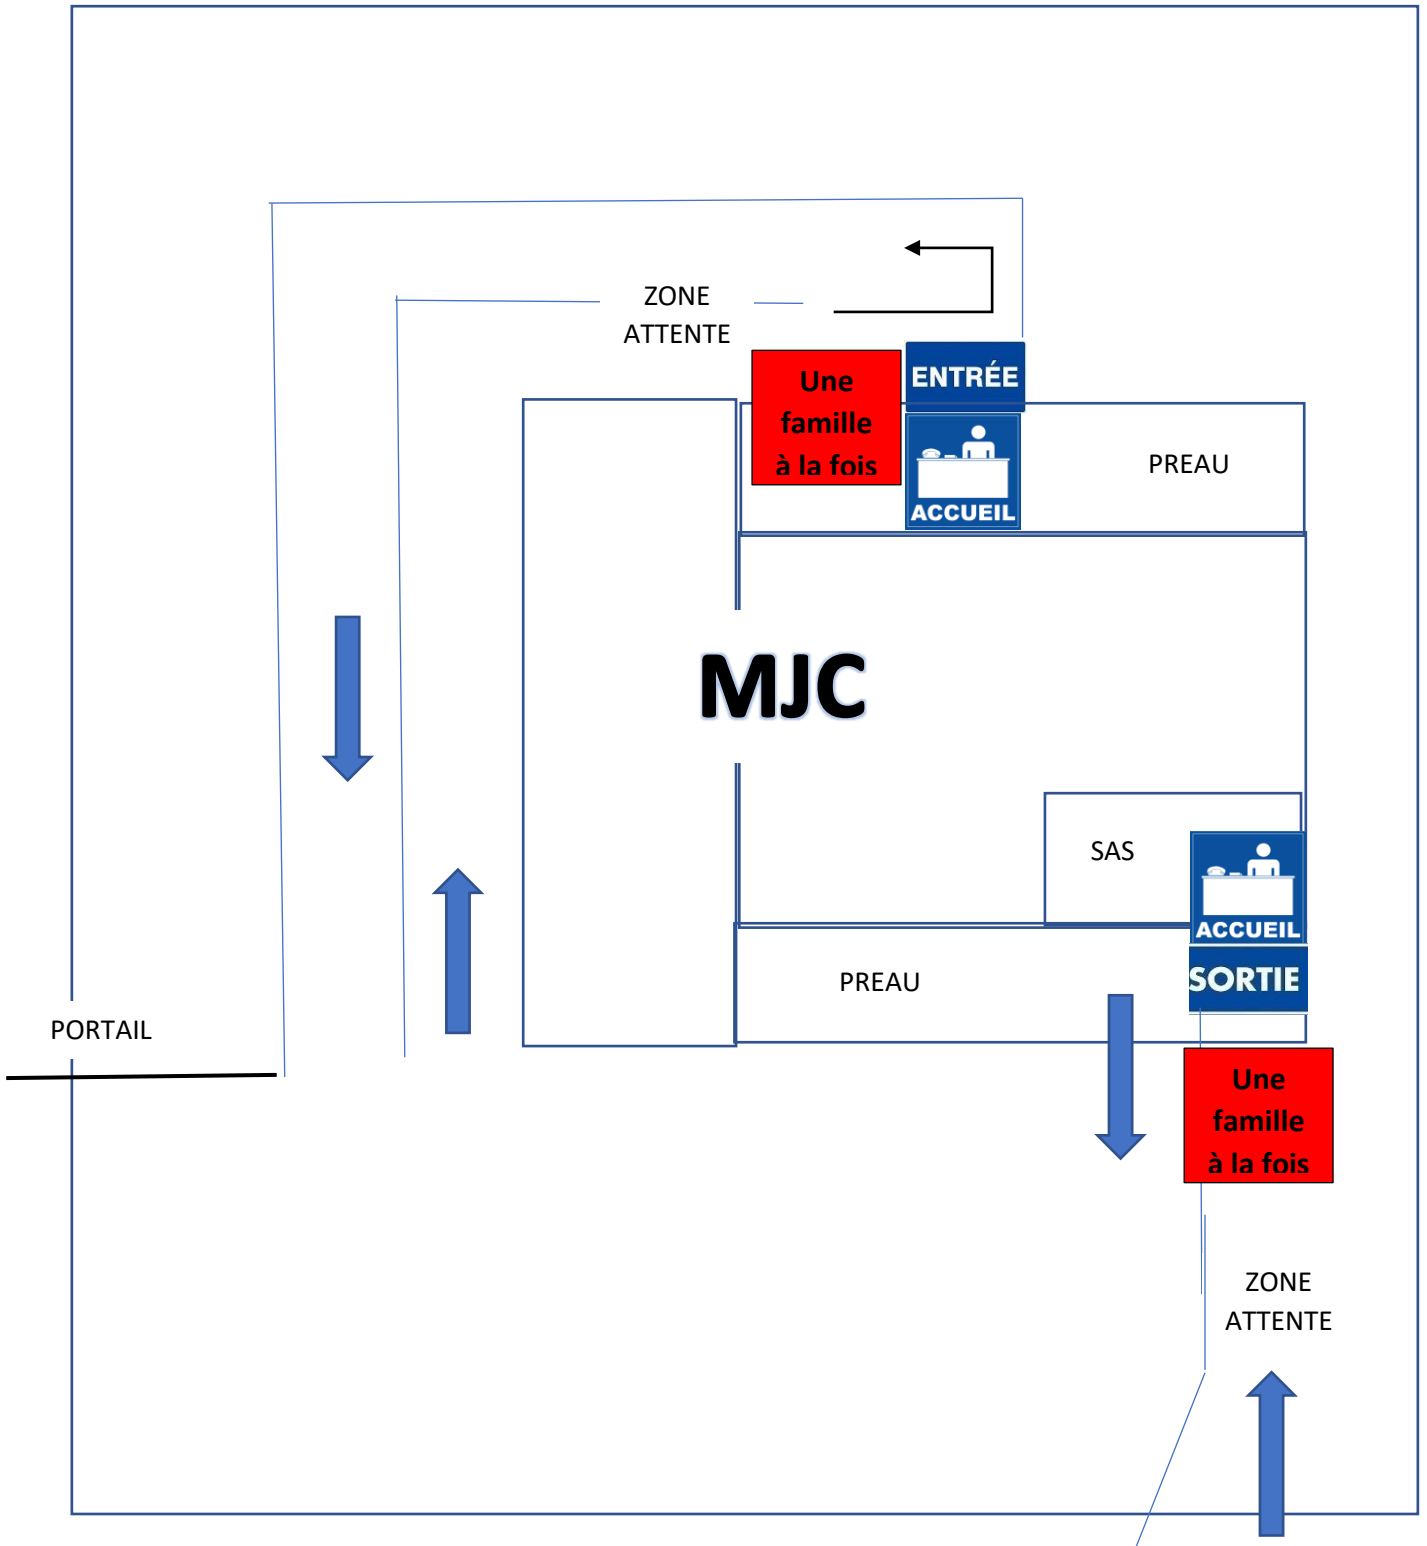 ZONE
ATTENTE
Une
famille
à la fois
ENTRÉE
ACCUEIL
PREAU
MJC
SAS
ACCUEIL
SORTIE
PREAU
PORTAIL
Une
famille
à la fois
ZONE
ATTENTE